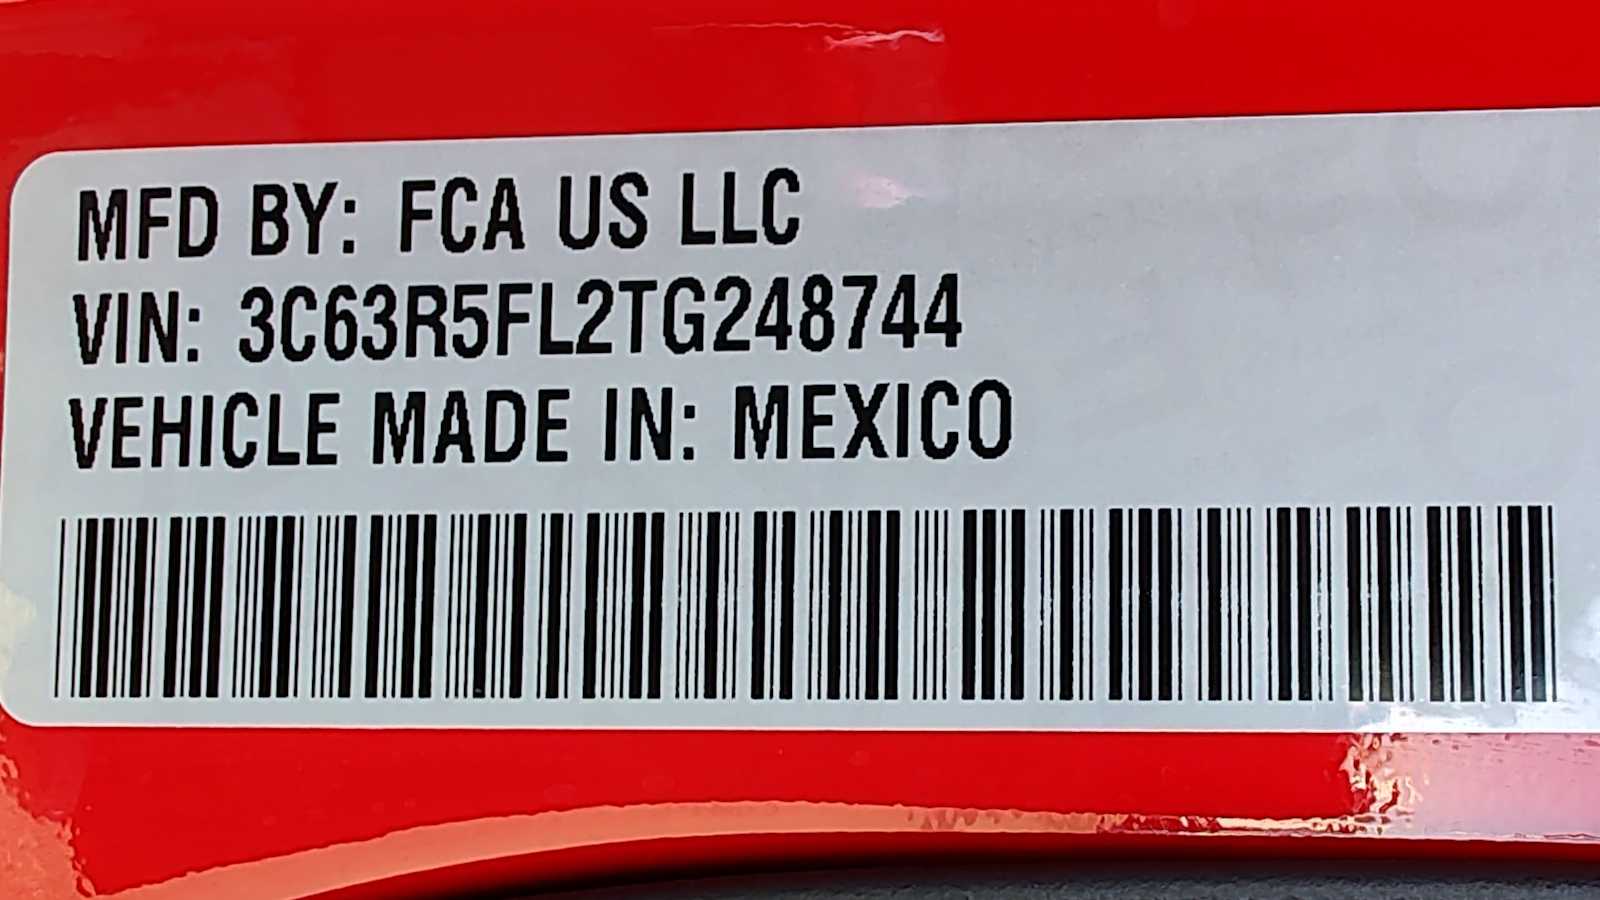 MFD BY: FCA US LLC
VIN: 3C63R5FL2TG248744
VEHICLE MADE IN: MEXICO